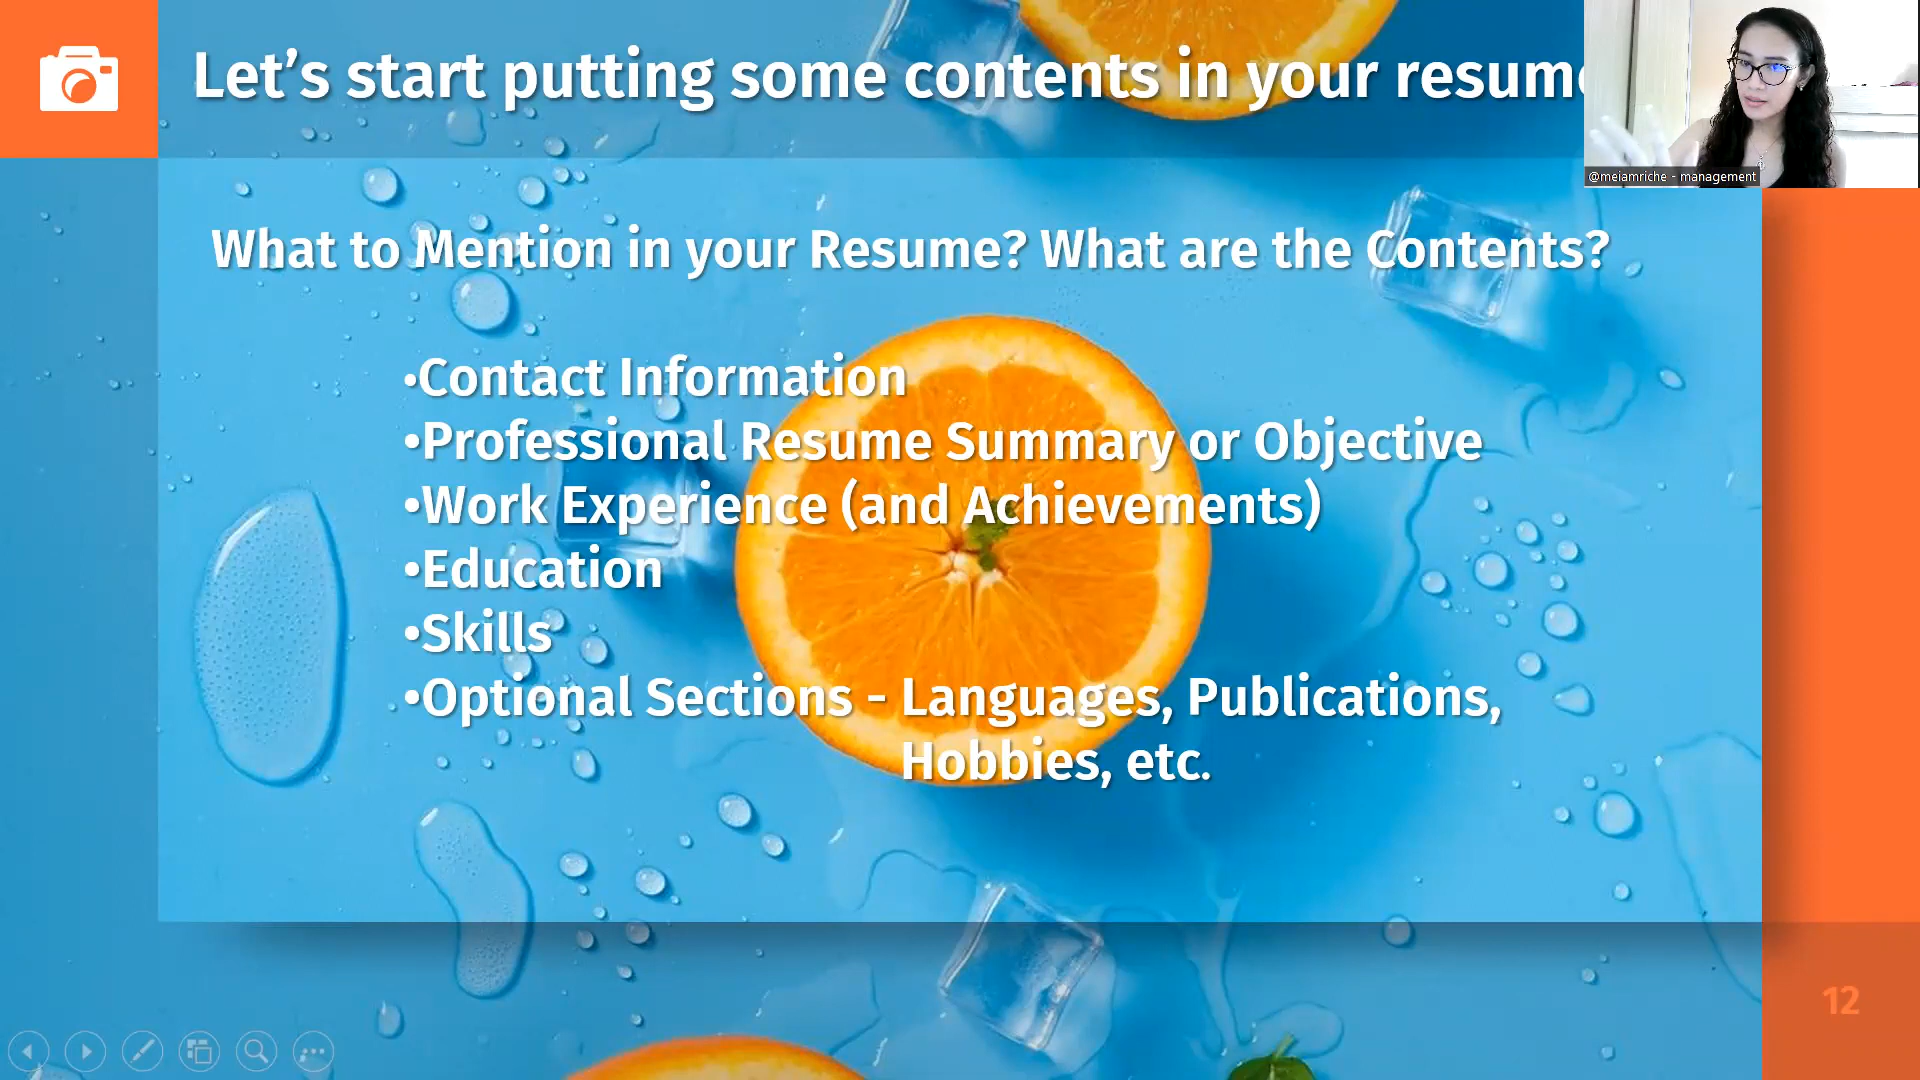 Let’s start putting some contents in your resum
@meiamriche - management
What to Mention in your Resume? What are the Contents?
•Contact Information
•Professional Resume Summary or Objective
•Work Experience (and Achievements)
•Education
•Skills
•Optional Sections - Languages, Publications,
Hobbies, etc.
12